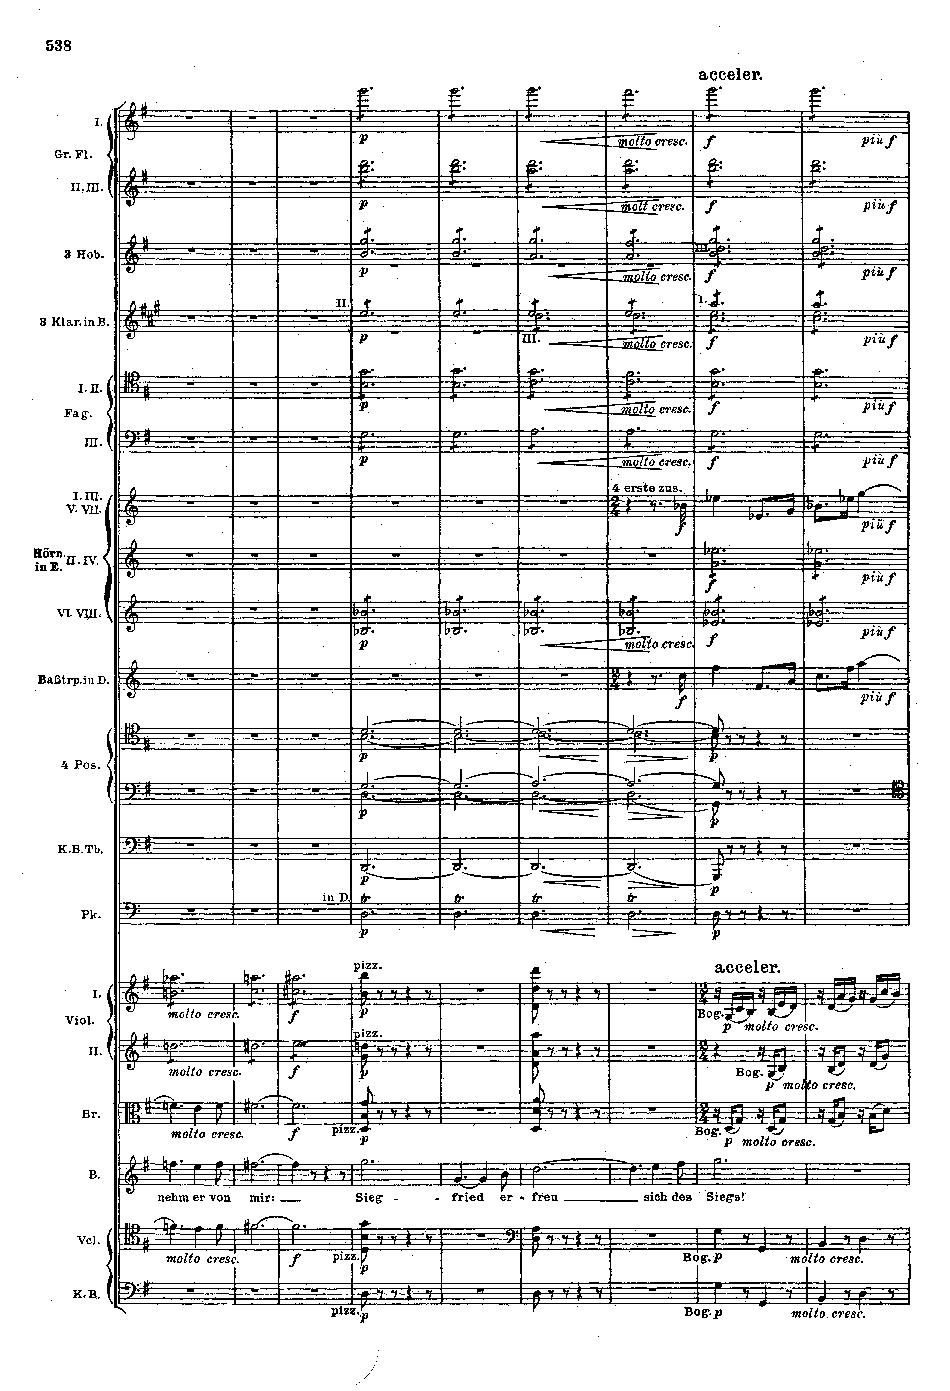 538
acceler.
I.
p molto cresc. f più f
Gr. Fl.
II. III.
p molt cresc. f più f
3 Hob.
III.
p molto cresc. f più f
II. I.
3 Klar. in B.
p III. molto cresc. f più f
I. II.
p molto cresc. f più f
Fag.
III.
p molto cresc. f più f
4 erste zus.
I. III.
V. VII.
f più f
Hörn. in E.
II. IV.
f più f
VI. VIII.
p molto cresc. f più f
Baßtrp. in D.
f più f
p p
4 Pos.
p p
K.B.Tb.
p p
in D. tr tr tr tr
Pk.
p p
pizz. acceler.
I.
molto cresc. f p Bog. p molto cresc.
Viol.
pizz.
II.
molto cresc. f p Bog. p molto cresc.
Br.
molto cresc. f pizz. p Bog. p molto cresc.
B.
nehm er von mir: Sieg - - fried er - freu sich des Siegs!
Vcl.
molto cresc. f pizz. p Bog. p molto cresc.
K.B.
pizz. p Bog. p molto cresc.